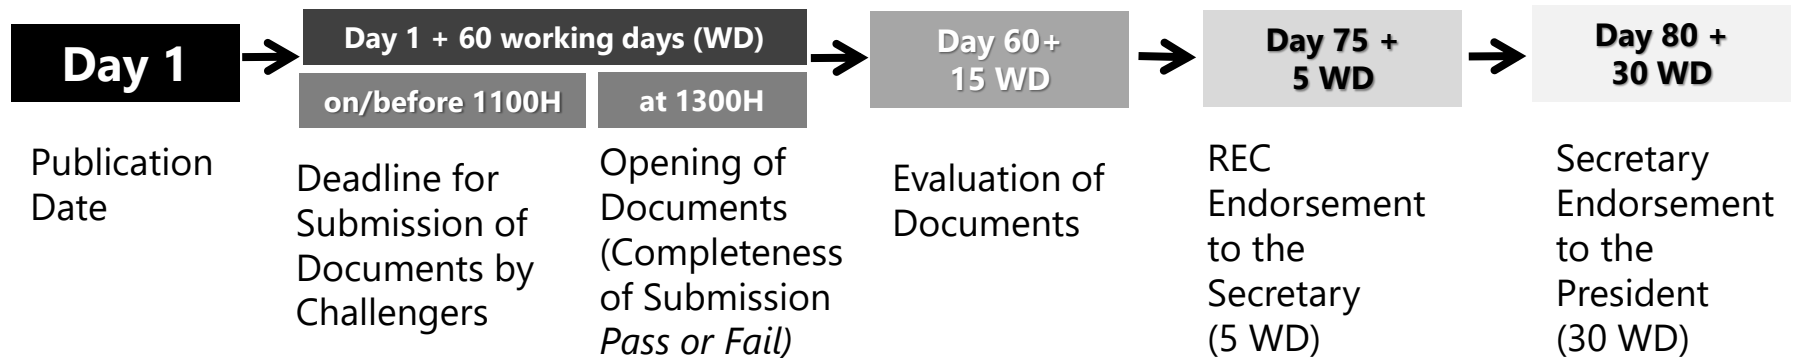 Day 1
Publication
Date
Day 1 + 60 working days (WD)
on/before 1100H
Deadline for
Submission of
Documents by
Challengers
at 1300H
Opening of
Documents
(Completeness
of Submission
Pass or Fail)
Day 60+
15 WD
Evaluation of
Documents
Day 75 +
5 WD
REC
Endorsement
to the
Secretary
(5 WD)
Day 80 +
30 WD
Secretary
Endorsement
to the
President
(30 WD)